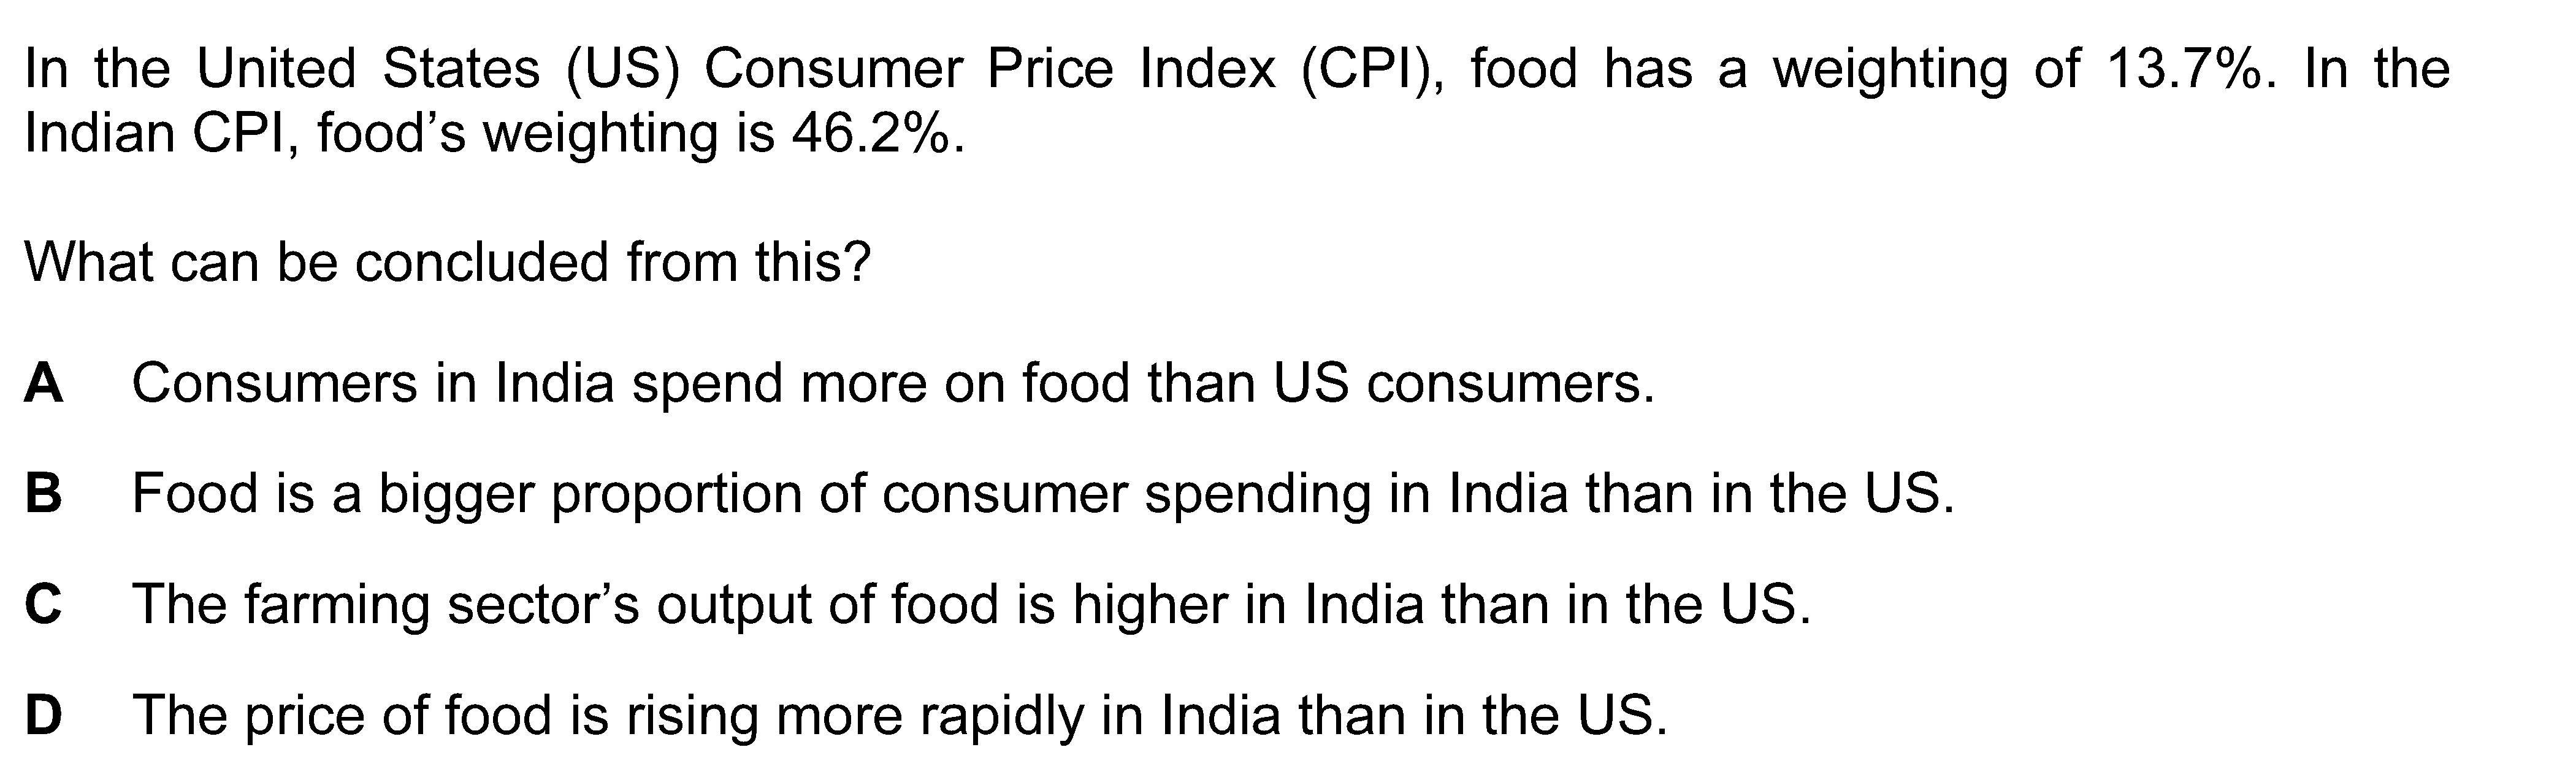 In the United States (US) Consumer Price Index (CPI), food has a weighting of 13.7%. In the
Indian CPI, food’s weighting is 46.2%.
What can be concluded from this?
A Consumers in India spend more on food than US consumers.
B Food is a bigger proportion of consumer spending in India than in the US.
C The farming sector’s output of food is higher in India than in the US.
D The price of food is rising more rapidly in India than in the US.